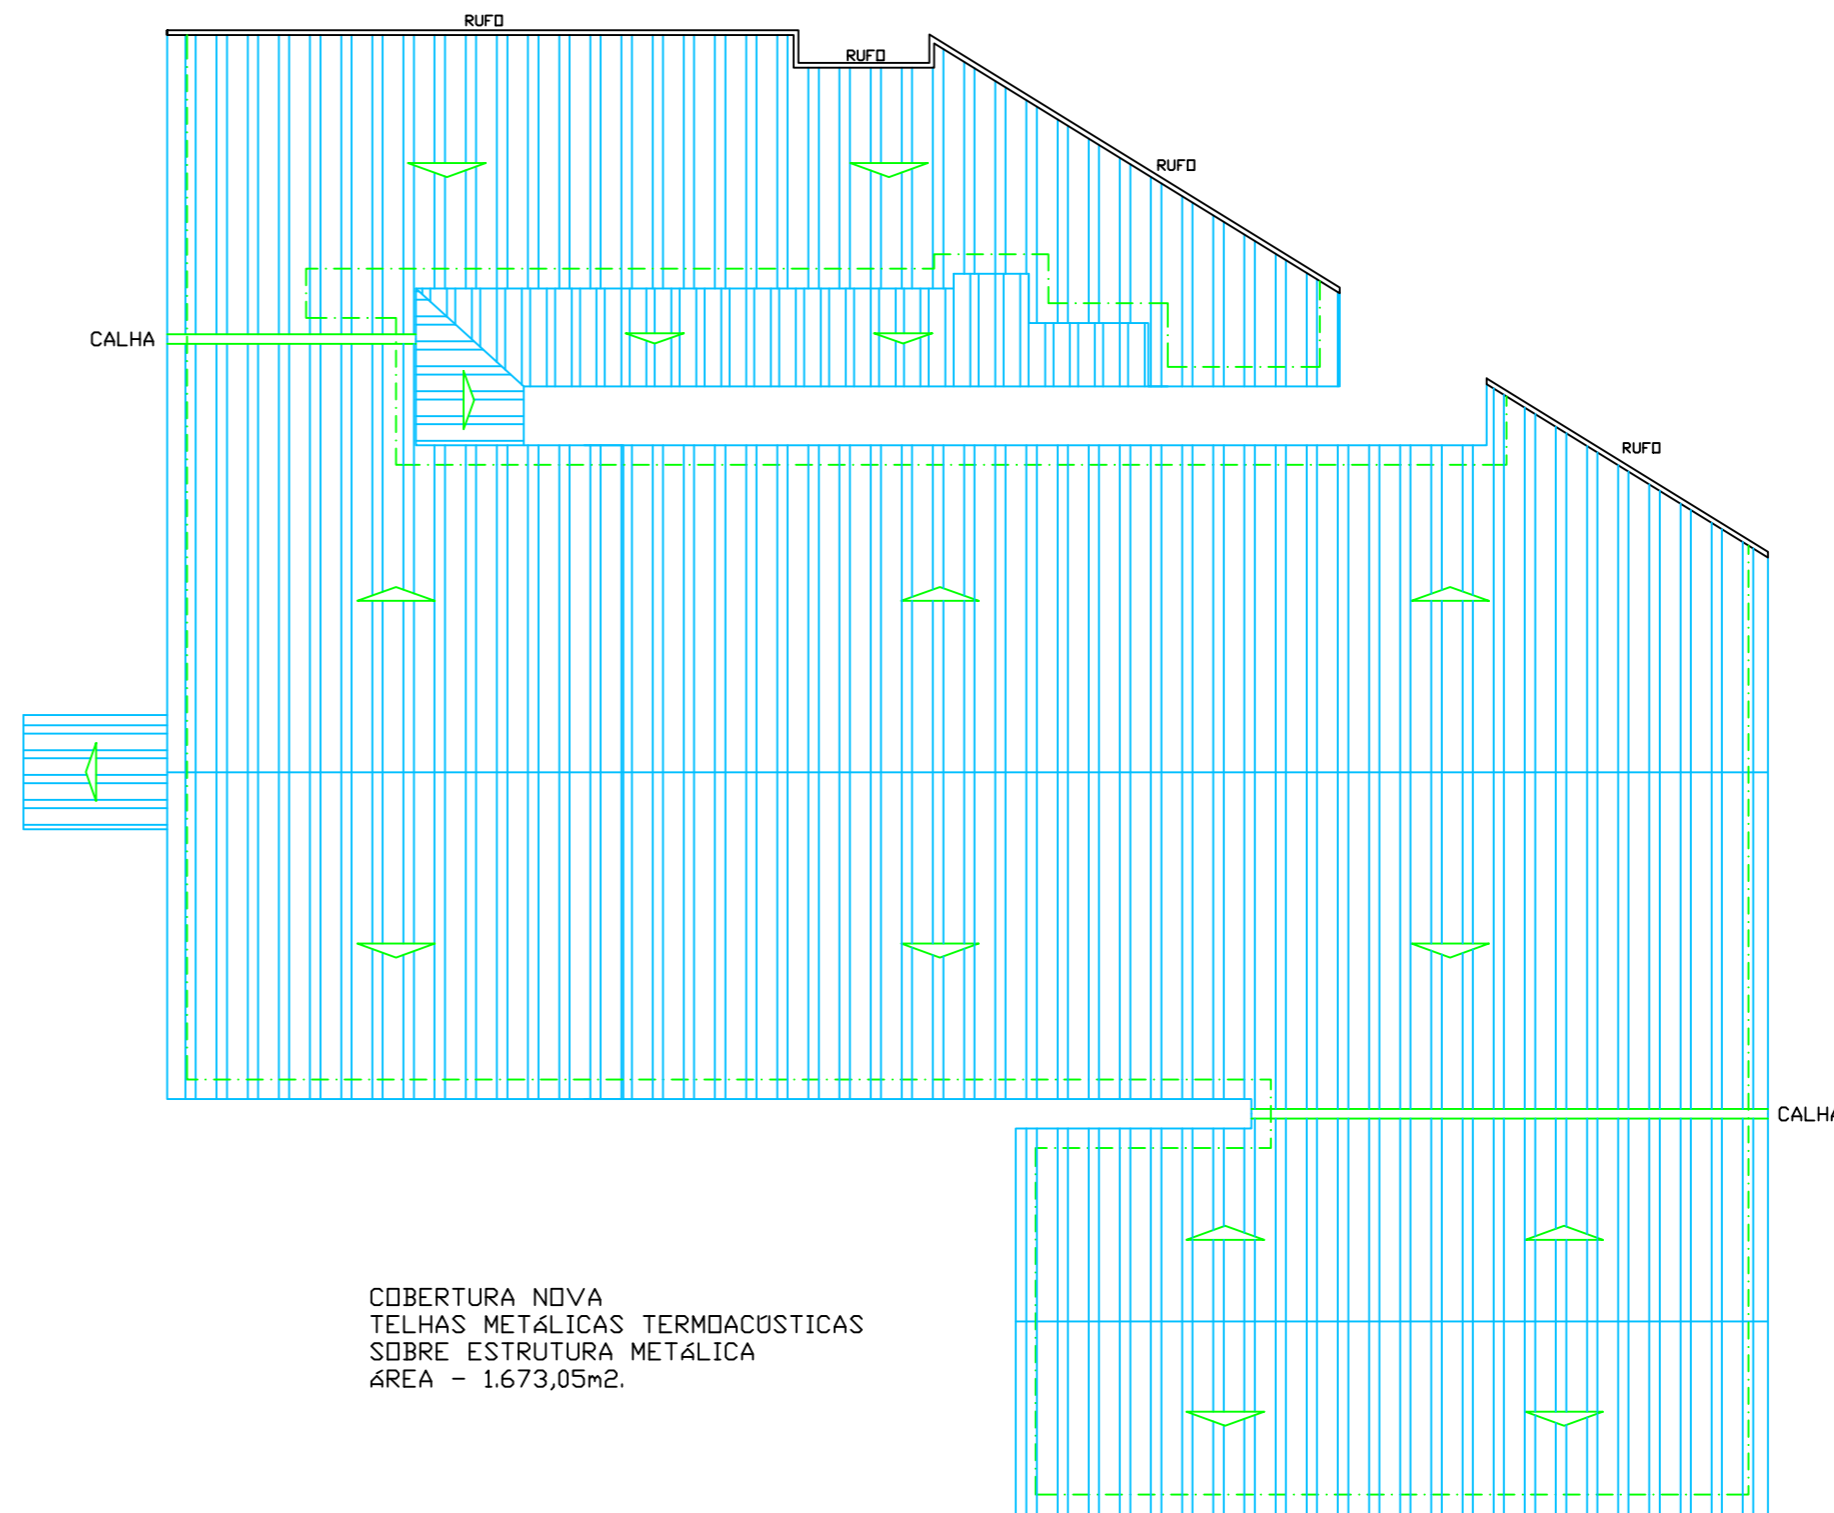 RUFO
RUFO
RUFO
CALHA
RUFO
CALHA
COBERTURA NOVA
TELHAS METÁLICAS TERMOACÚSTICAS
SOBRE ESTRUTURA METÁLICA
ÁREA - 1.673,05m2.